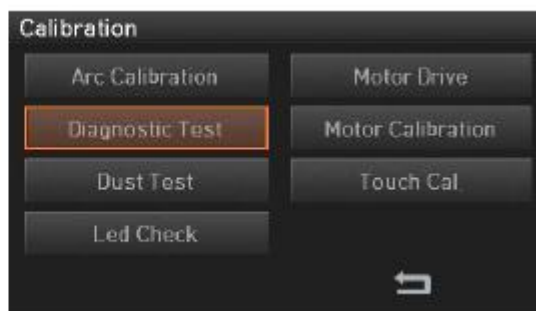 Calibration
Arc Calibration
Motor Drive
Diagnostic Test
Motor Calibration
Dust Test
Touch Cal.
Led Check